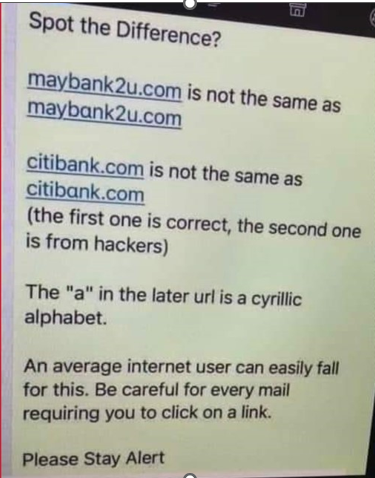 Spot the Difference?
maybank2u.com is not the same as
mɑybɑnk2u.com
citibank.com is not the same as
citibɑnk.com
(the first one is correct, the second one
is from hackers)
The "a" in the later url is a cyrillic
alphabet.
An average internet user can easily fall
for this. Be careful for every mail
requiring you to click on a link.
Please Stay Alert